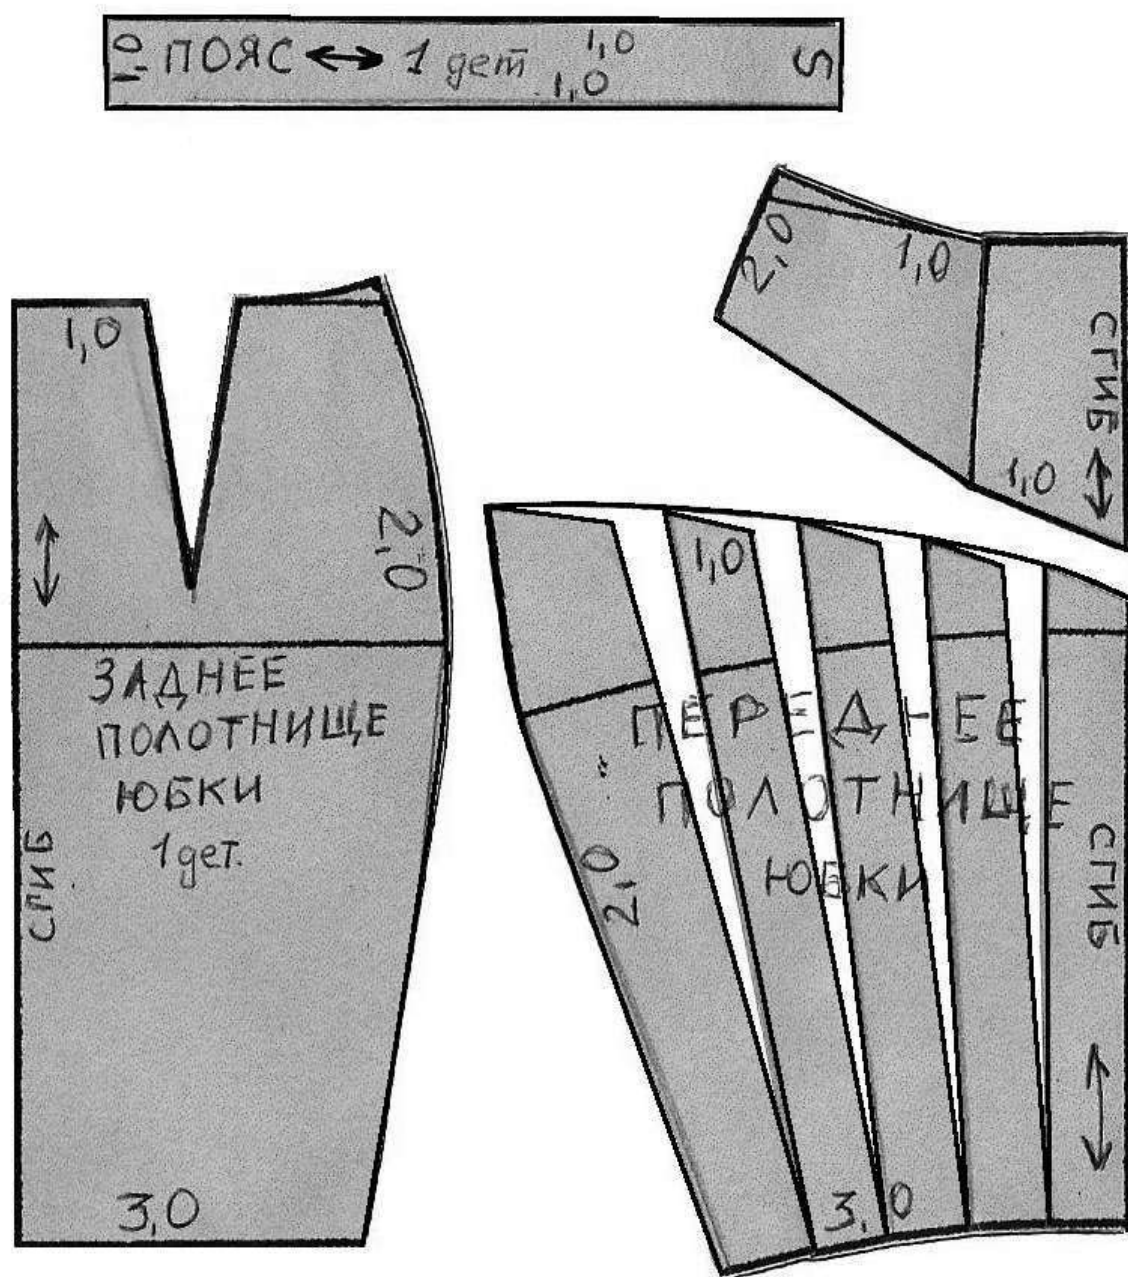 1,0 ПОЯС ↔ 1 дет 1,0 1,0 5
2,0
1,0
СГИБ
1,0
1,0
2,0
ЗАДНЕЕ
ПОЛОТНИЩЕ
ЮБКИ
1 дет.
СГИБ
3,0
1,0
ПЕРЕДНЕЕ
ПОЛОТНИЩЕ
ЮБКИ
2,0
СГИБ
3,0